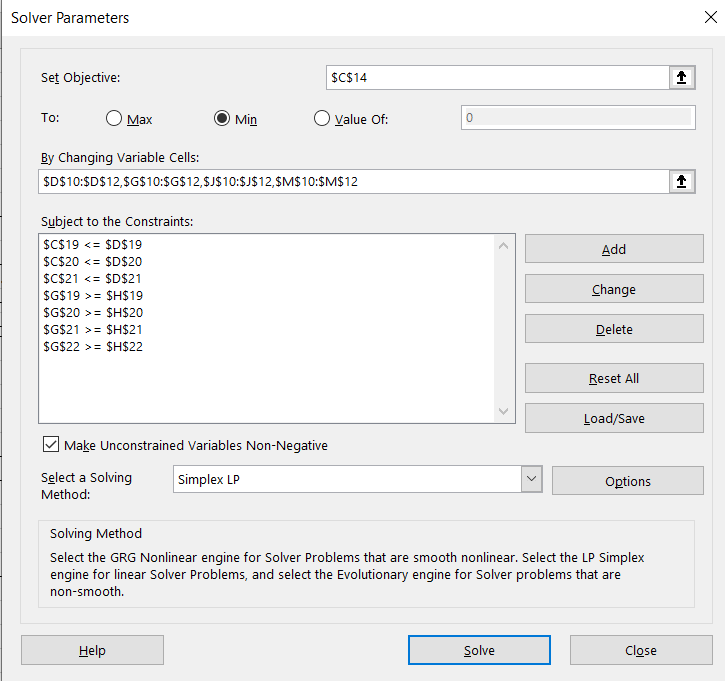 Solver Parameters
Set Objective: $C$14
To: Max Min Value Of: 0
By Changing Variable Cells:
$D$10:$D$12,$G$10:$G$12,$J$10:$J$12,$M$10:$M$12
Subject to the Constraints:
$C$19 <= $D$19
$C$20 <= $D$20
$C$21 <= $D$21
$G$19 >= $H$19
$G$20 >= $H$20
$G$21 >= $H$21
$G$22 >= $H$22
Add
Change
Delete
Reset All
Load/Save
Make Unconstrained Variables Non-Negative
Select a Solving
Method:
Simplex LP
Options
Solving Method
Select the GRG Nonlinear engine for Solver Problems that are smooth nonlinear. Select the LP Simplex
engine for linear Solver Problems, and select the Evolutionary engine for Solver problems that are
non-smooth.
Help Solve Close